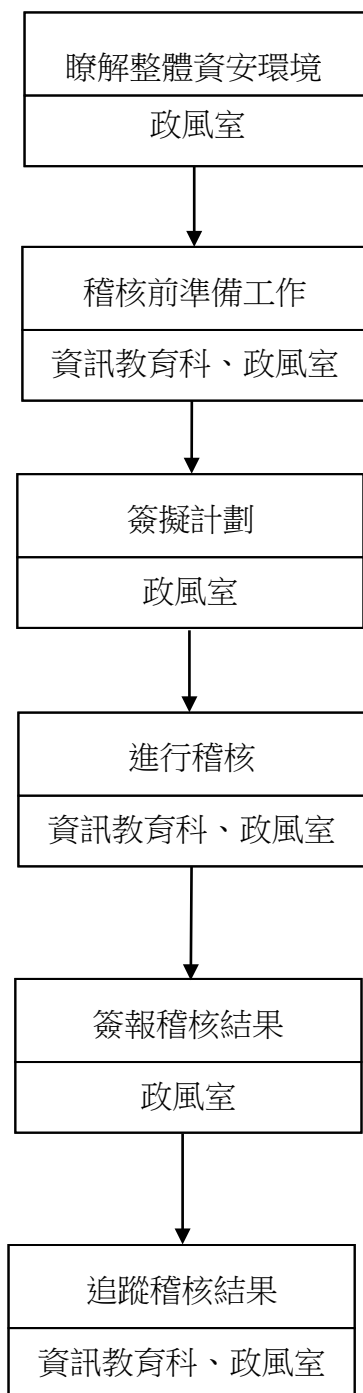 瞭解整體資安環境
政風室
稽核前準備工作
資訊教育科、政風室
簽擬計劃
政風室
進行稽核
資訊教育科、政風室
簽報稽核結果
政風室
追蹤稽核結果
資訊教育科、政風室